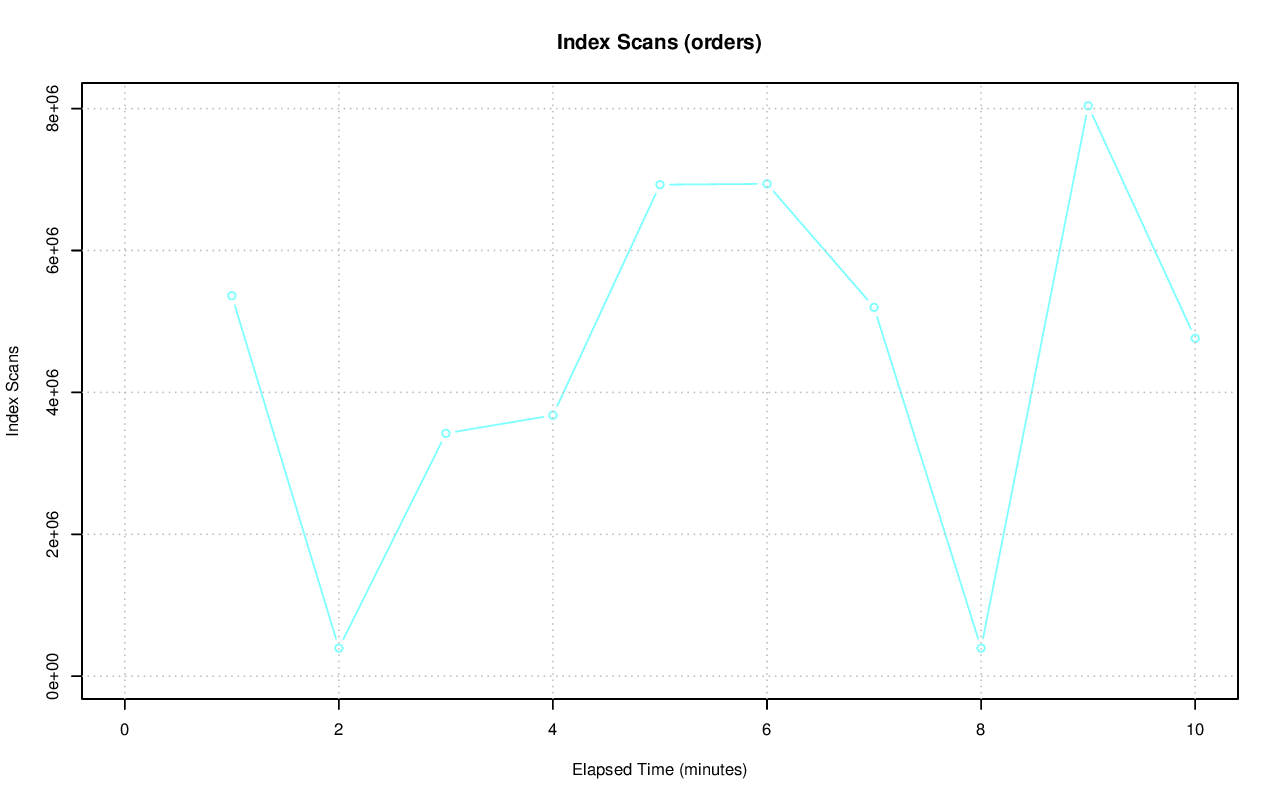 Index Scans (orders)
8e+06
6e+06
4e+06
2e+06
0e+00
Index Scans
0 2 4 6 8 10
Elapsed Time (minutes)